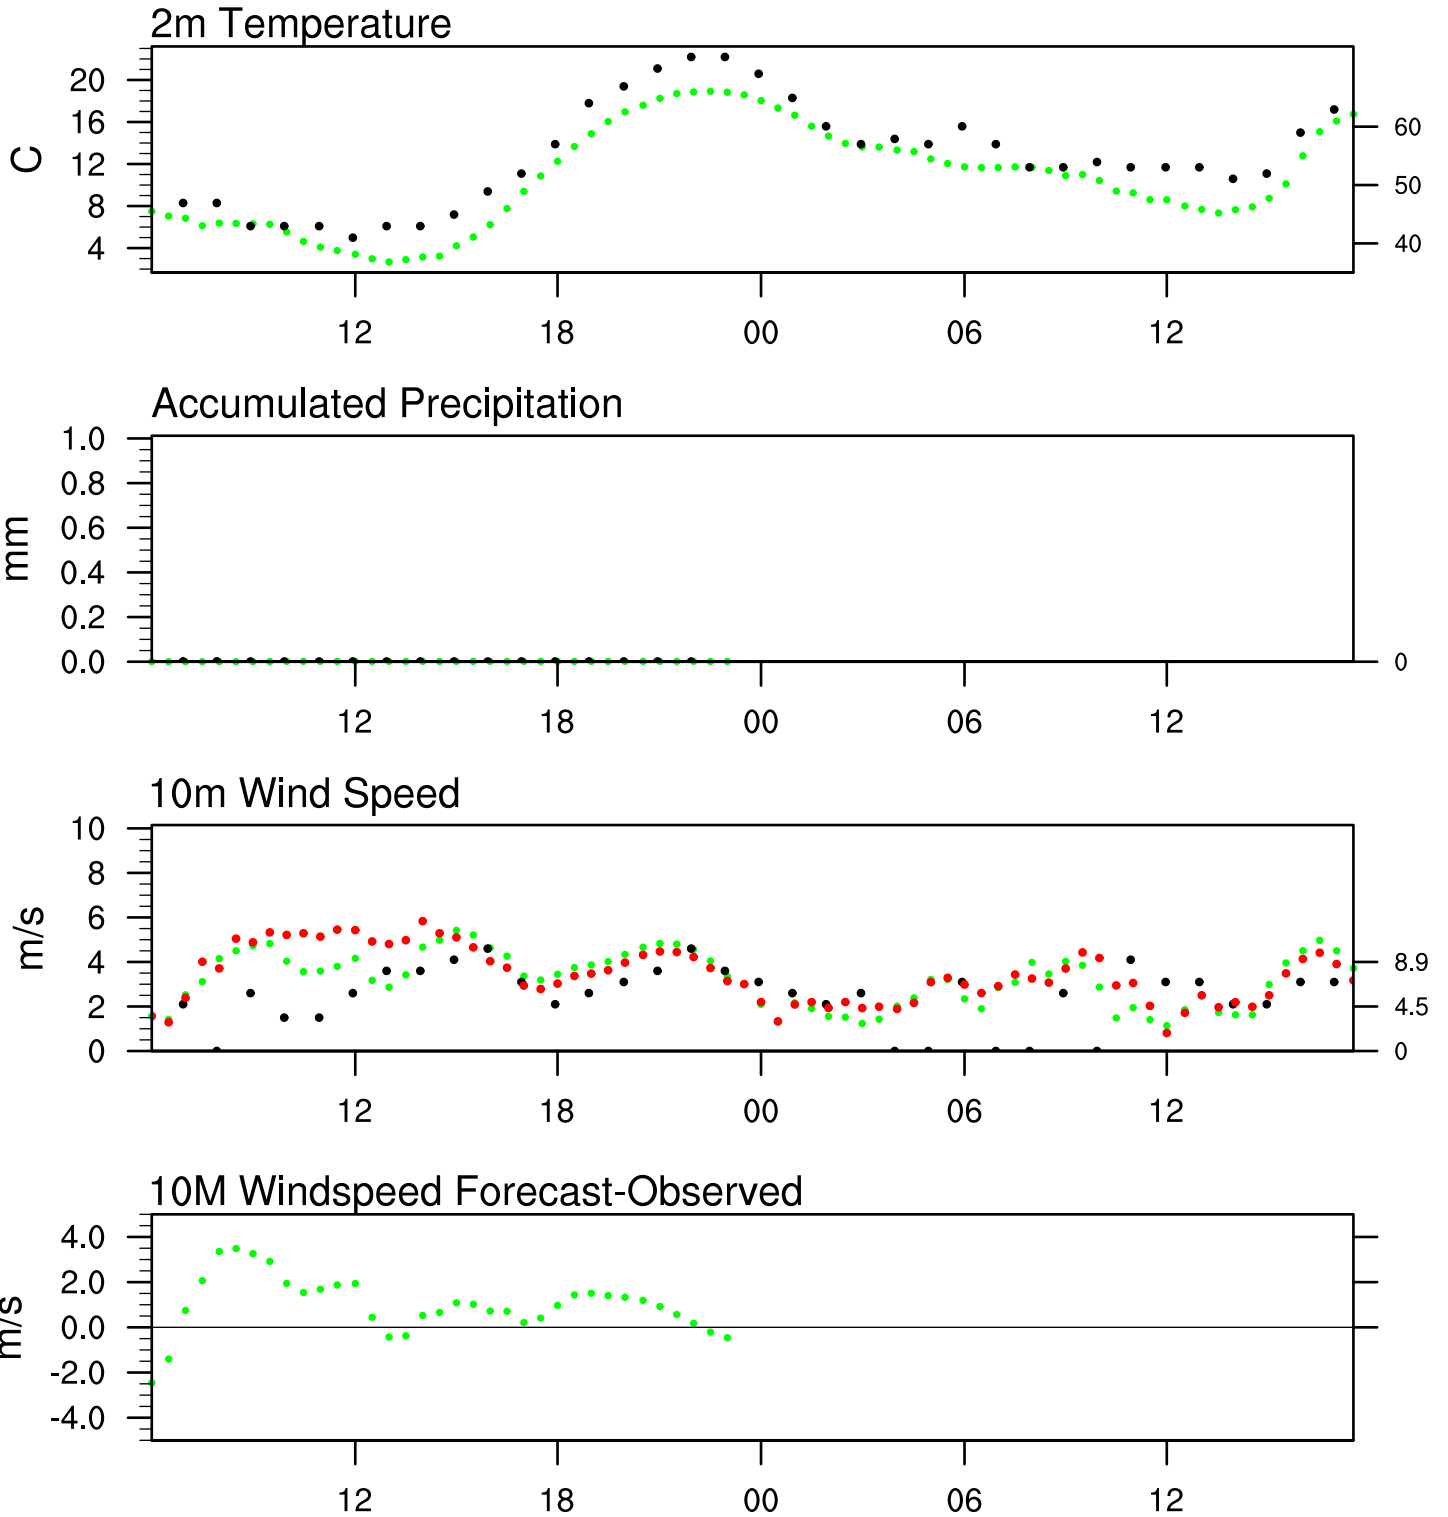 2m Temperature
20
16
12
8
4
C
60
50
40
12 18 00 06 12
Accumulated Precipitation
1.0
0.8
0.6
0.4
0.2
0.0
mm
0
12 18 00 06 12
10m Wind Speed
10
8
6
4
2
0
m/s
8.9
4.5
0
12 18 00 06 12
10M Windspeed Forecast-Observed
4.0
2.0
0.0
-2.0
-4.0
m/s
12 18 00 06 12